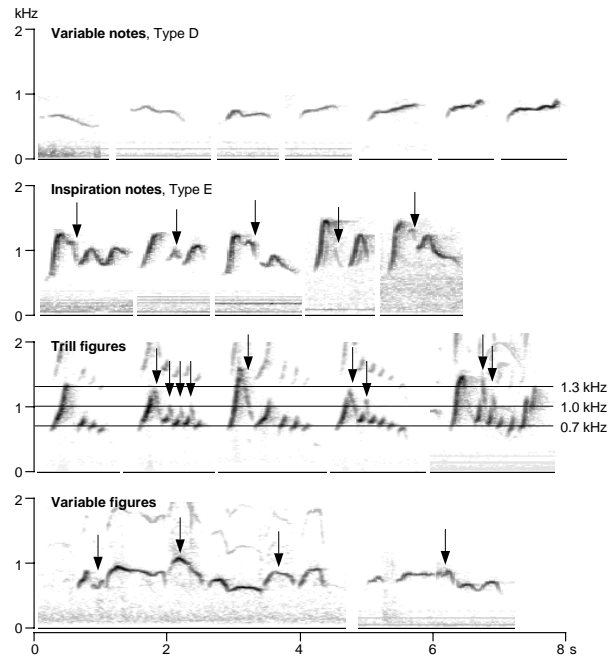 kHz
2
Variable notes, Type D
1
0
2
Inspiration notes, Type E
1
0
2
Trill figures
1.3 kHz
1
1.0 kHz
0.7 kHz
0
2
Variable figures
1
0
0 2 4 6 8 s